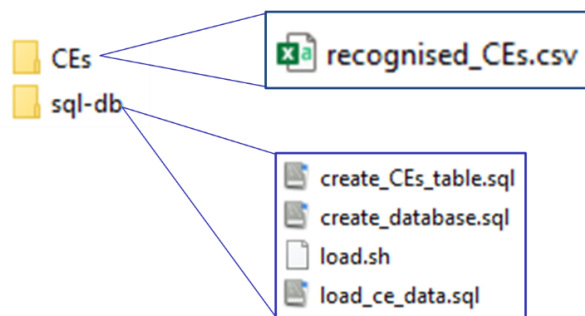 CEs
recognised_CEs.csv
sql-db
create_CEs_table.sql
create_database.sql
load.sh
load_ce_data.sql